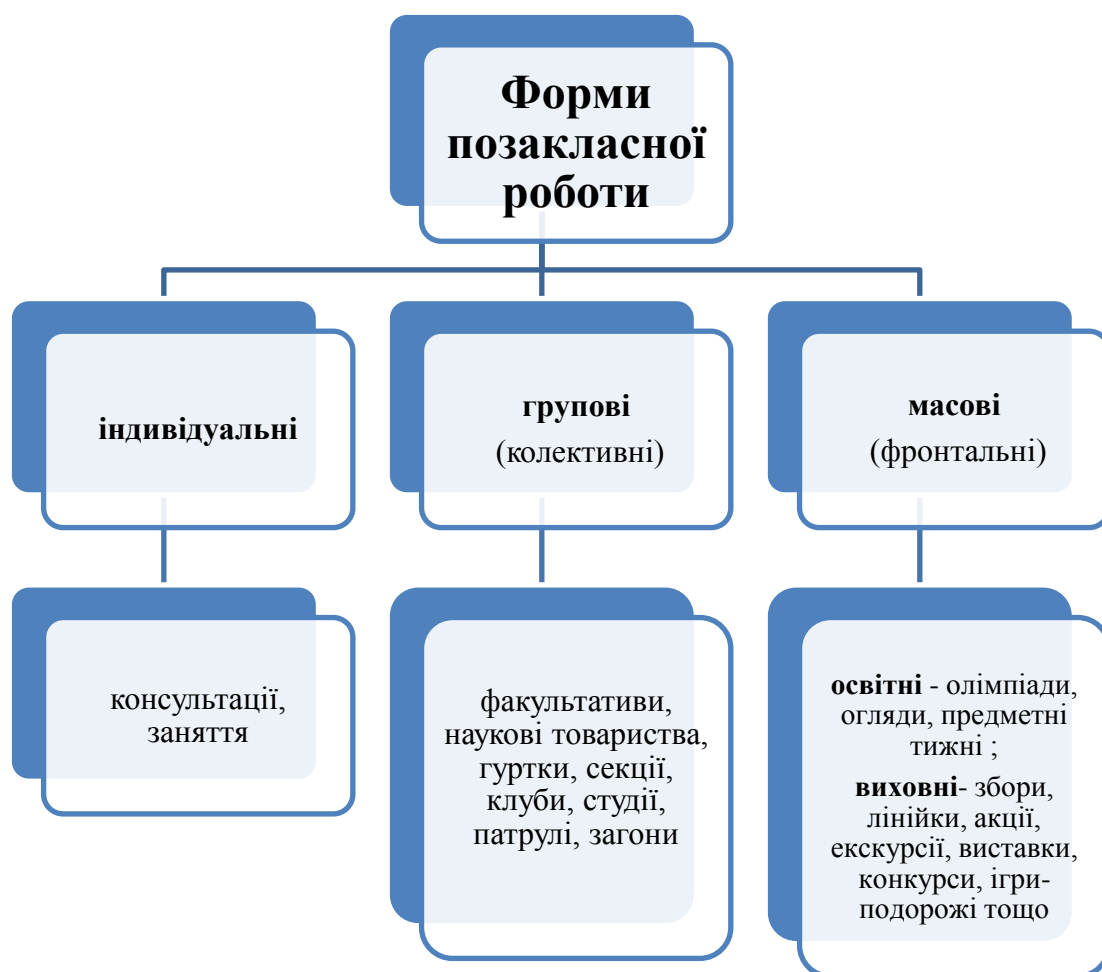 Форми
позакласної
роботи
індивідуальні
групові
(колективні)
масові
(фронтальні)
консультації,
заняття
факультативи,
наукові товариства,
гуртки, секції,
клуби, студії,
патрулі, загони
освітні - олімпіади,
огляди, предметні
тижні ;
виховні- збори,
лінійки, акції,
екскурсії, виставки,
конкурси, ігри-
подорожі тощо